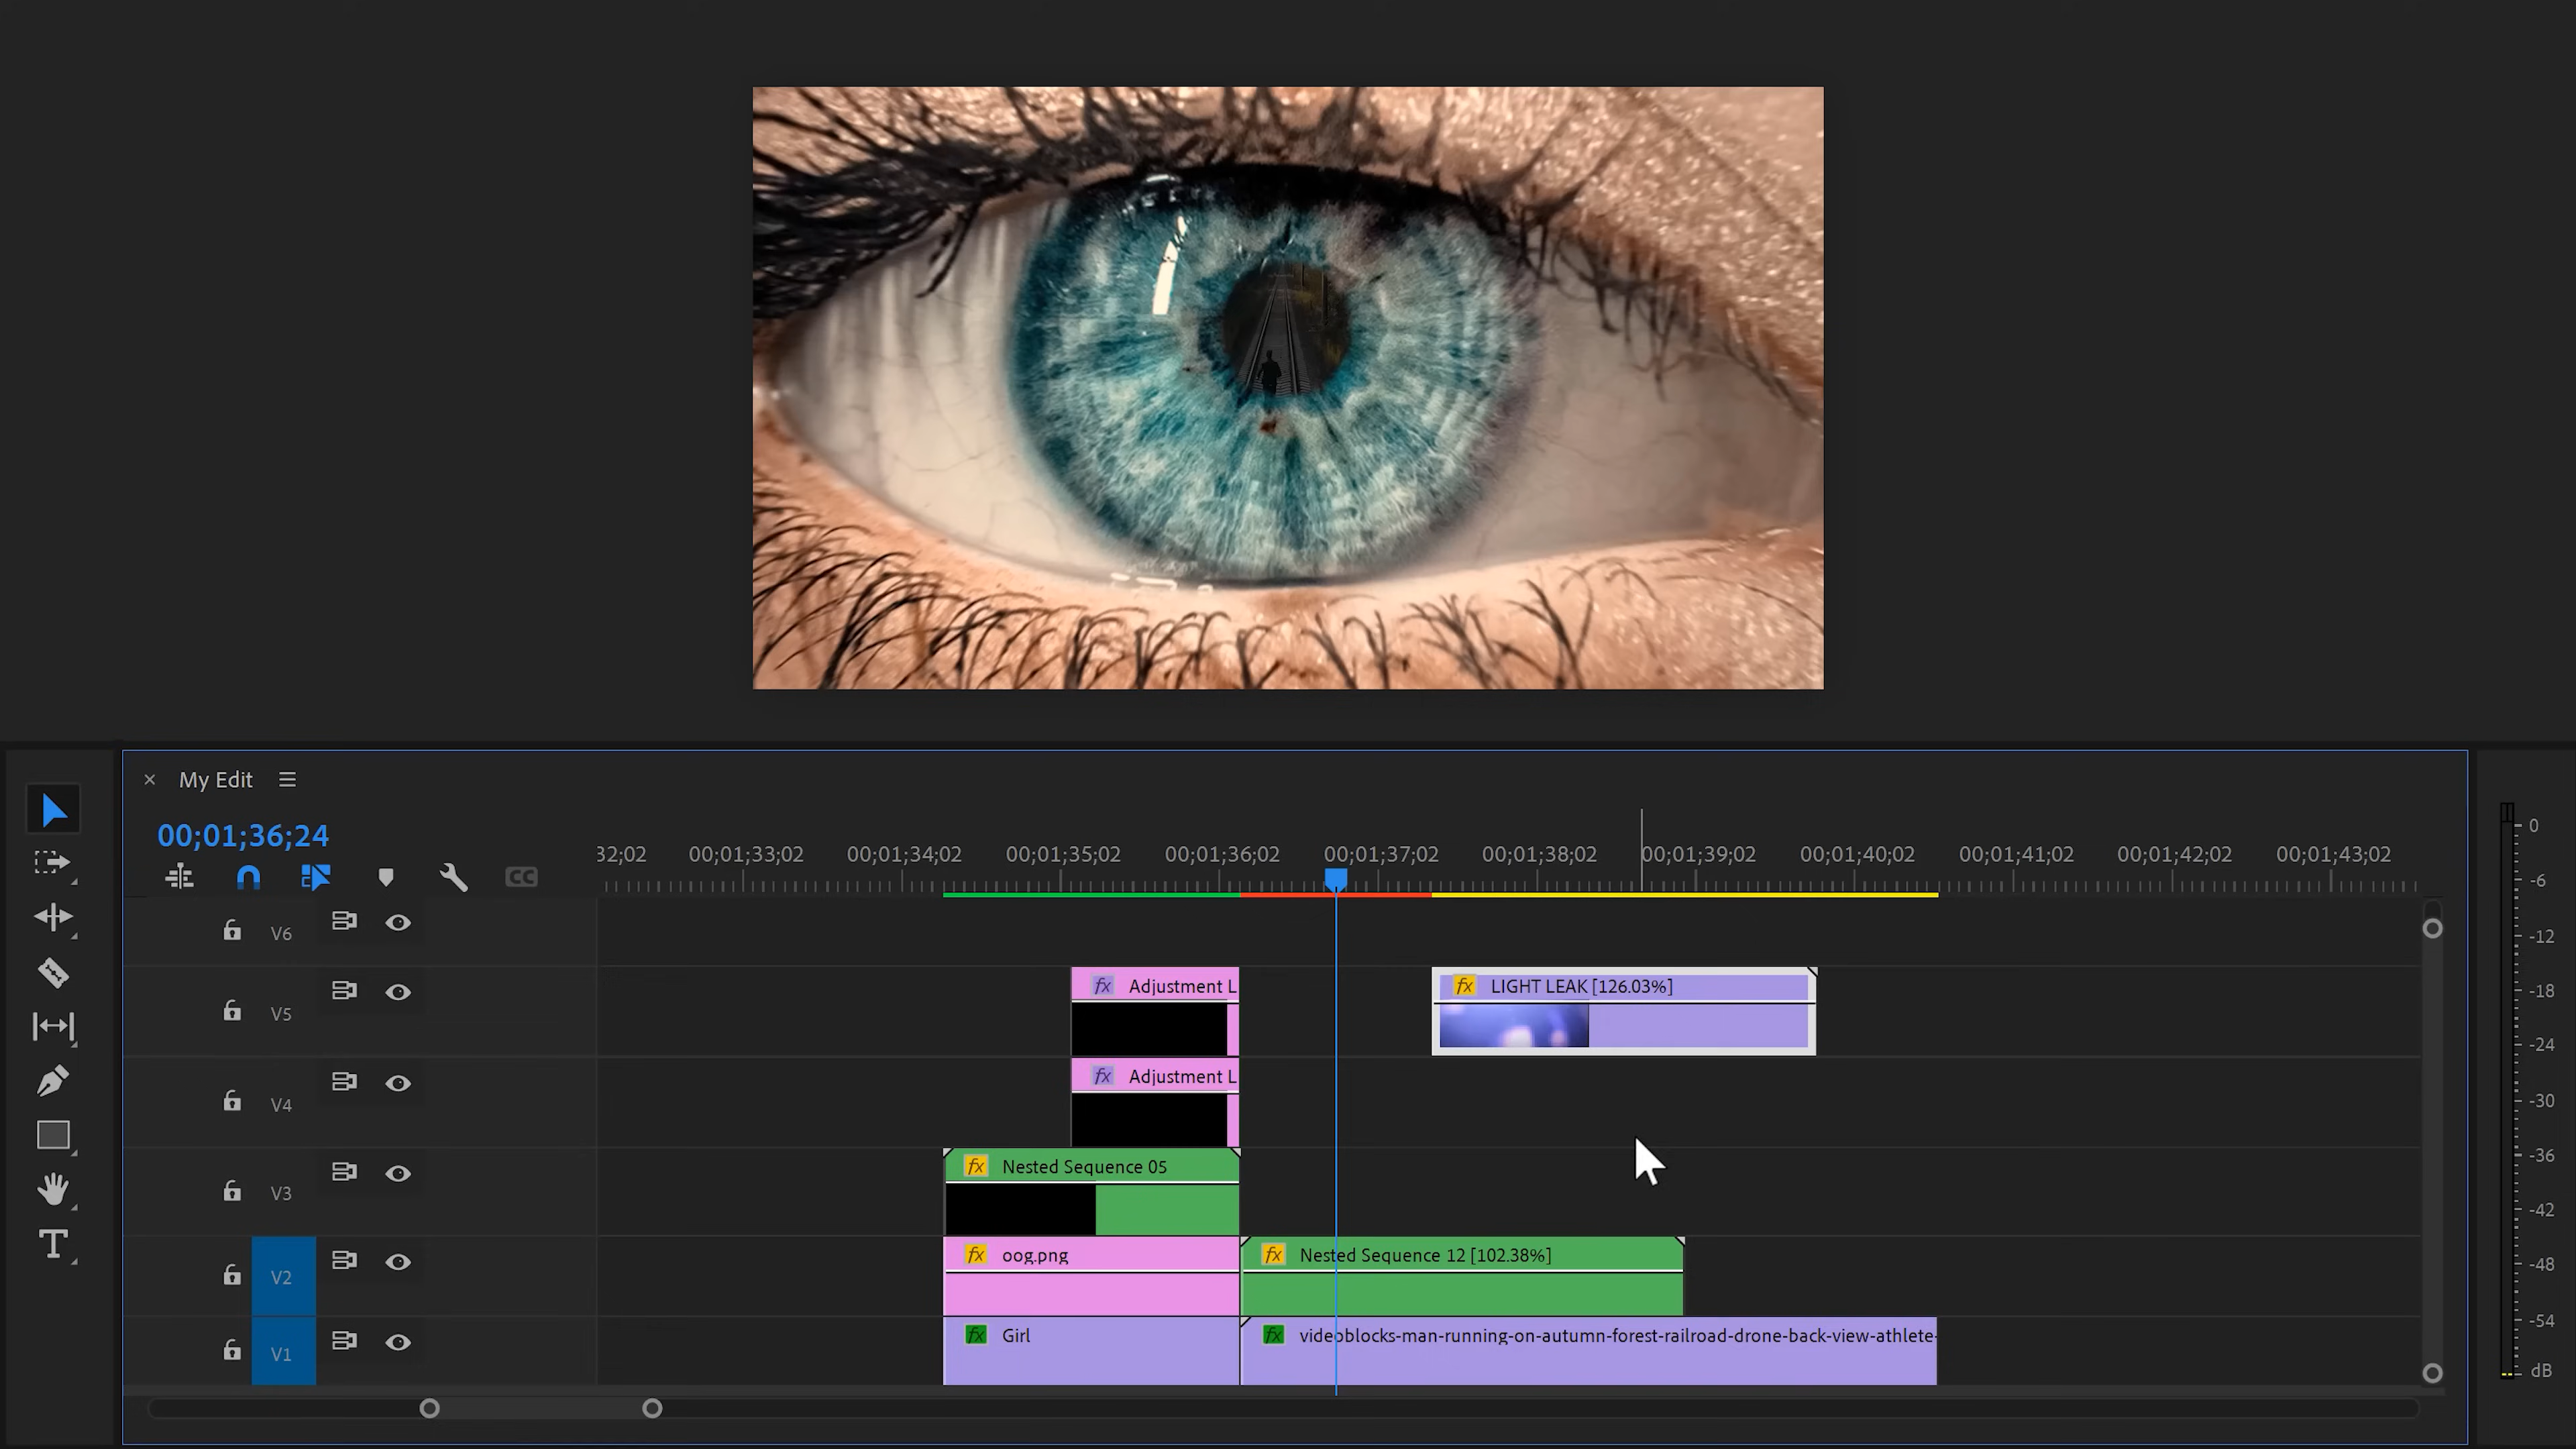 × My Edit
00;01;36;24
CC
32;02 00;01;33;02 00;01;34;02 00;01;35;02 00;01;36;02 00;01;37;02 00;01;38;02 00;01;39;02 00;01;40;02 00;01;41;02 00;01;42;02 00;01;43;02
V6
V5 fx Adjustment L fx LIGHT LEAK [126.03%]
V4 fx Adjustment L
V3 fx Nested Sequence 05
V2 fx oog.png fx Nested Sequence 12 [102.38%]
V1 fx Girl fx videoblocks-man-running-on-autumn-forest-railroad-drone-back-view-athlete-
T
0
-6
-12
-18
-24
-30
-36
-42
-48
-54
dB